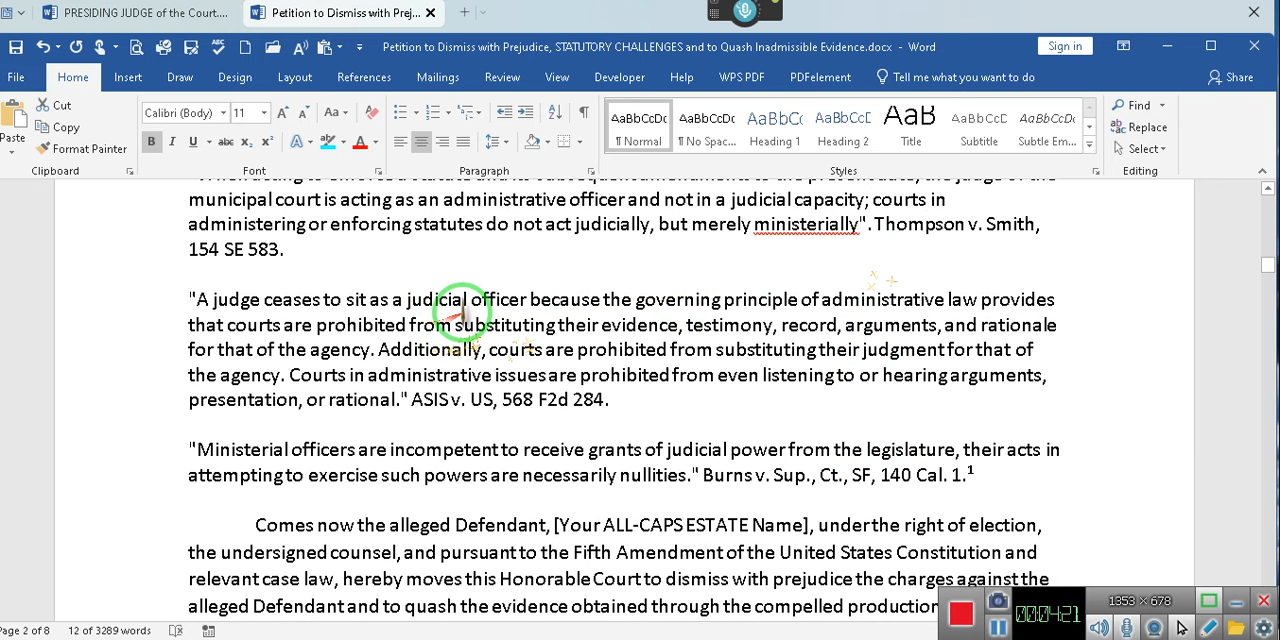 PRESIDING JUDGE of the Court....
Petition to Dismiss with Prej...
Petition to Dismiss with Prejudice, STATUTORY CHALLENGES and to Quash Inadmissible Evidence.docx - Word
Sign in
File Home Insert Draw Design Layout References Mailings Review View Developer Help WPS PDF PDFelement Tell me what you want to do Share
Paste
Cut
Copy
Format Painter
Clipboard
Calibri (Body) 11
Font
Paragraph
AaBbCcDc ¶ Normal
AaBbCcDc ¶ No Spac...
AaBbCc Heading 1
AaBbCcD Heading 2
AaB Title
AaBbCcD Subtitle
AaBbCcDc Subtle Em...
Styles
Find
Replace
Select
Editing
municipal court is acting as an administrative officer and not in a judicial capacity; courts in
administering or enforcing statutes do not act judicially, but merely ministerially". Thompson v. Smith,
154 SE 583.
"A judge ceases to sit as a judicial officer because the governing principle of administrative law provides
that courts are prohibited from substituting their evidence, testimony, record, arguments, and rationale
for that of the agency. Additionally, courts are prohibited from substituting their judgment for that of
the agency. Courts in administrative issues are prohibited from even listening to or hearing arguments,
presentation, or rational." ASIS v. US, 568 F2d 284.
"Ministerial officers are incompetent to receive grants of judicial power from the legislature, their acts in
attempting to exercise such powers are necessarily nullities." Burns v. Sup., Ct., SF, 140 Cal. 1.¹
Comes now the alleged Defendant, [Your ALL-CAPS ESTATE Name], under the right of election,
the undersigned counsel, and pursuant to the Fifth Amendment of the United States Constitution and
relevant case law, hereby moves this Honorable Court to dismiss with prejudice the charges against the
alleged Defendant and to quash the evidence obtained through the compelled production
1353 × 678
00:04:21
Page 2 of 8 12 of 3289 words